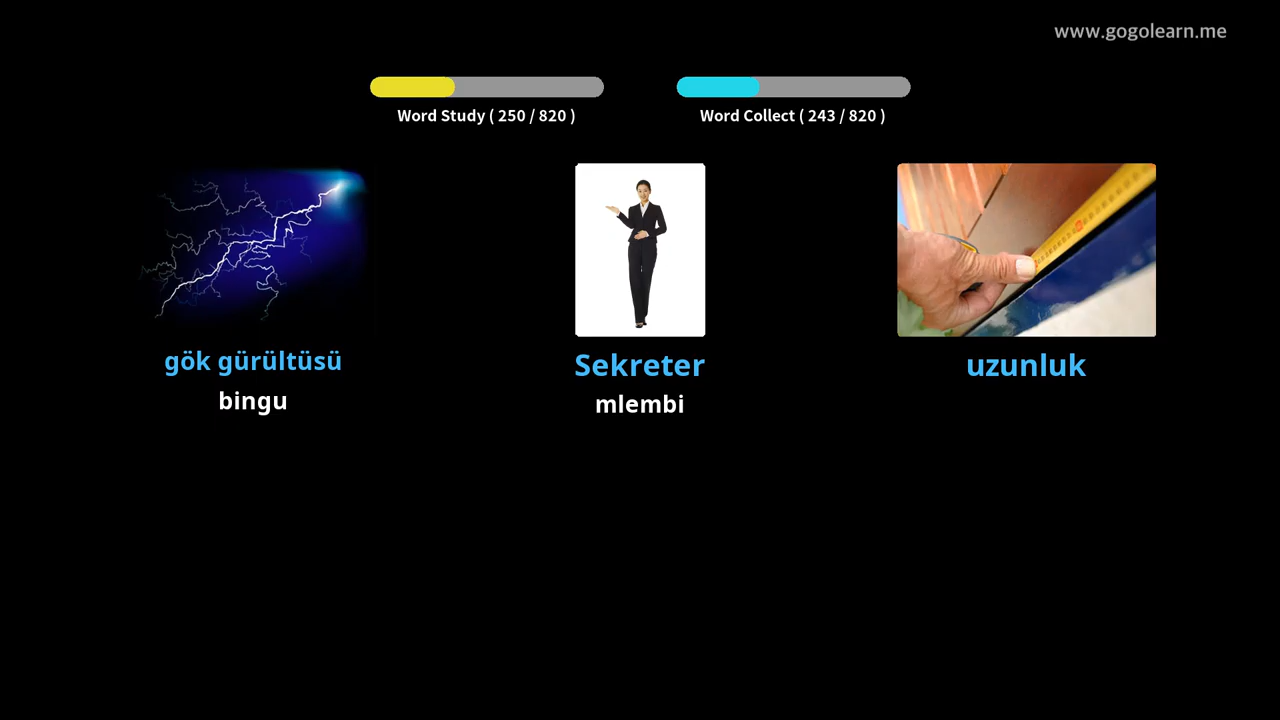 www.gogolearn.me
Word Study ( 250 / 820 )
Word Collect ( 243 / 820 )
gök gürültüsü
bingu
Sekreter
mlembi
uzunluk